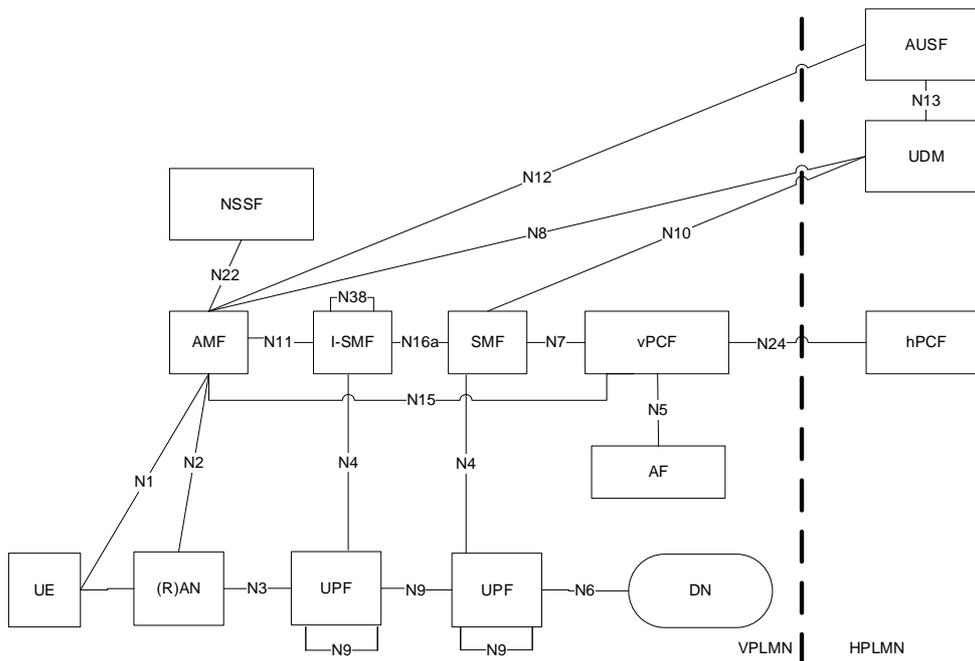 AUSF
N13
UDM
N12
NSSF
N8
N10
N22
N38
AMF
N11
I-SMF
N16a
SMF
N7
vPCF
N24
hPCF
N15
N5
N1
N2
N4
N4
AF
UE
(R)AN
N3
UPF
N9
UPF
N6
DN
N9
N9
VPLMN
HPLMN